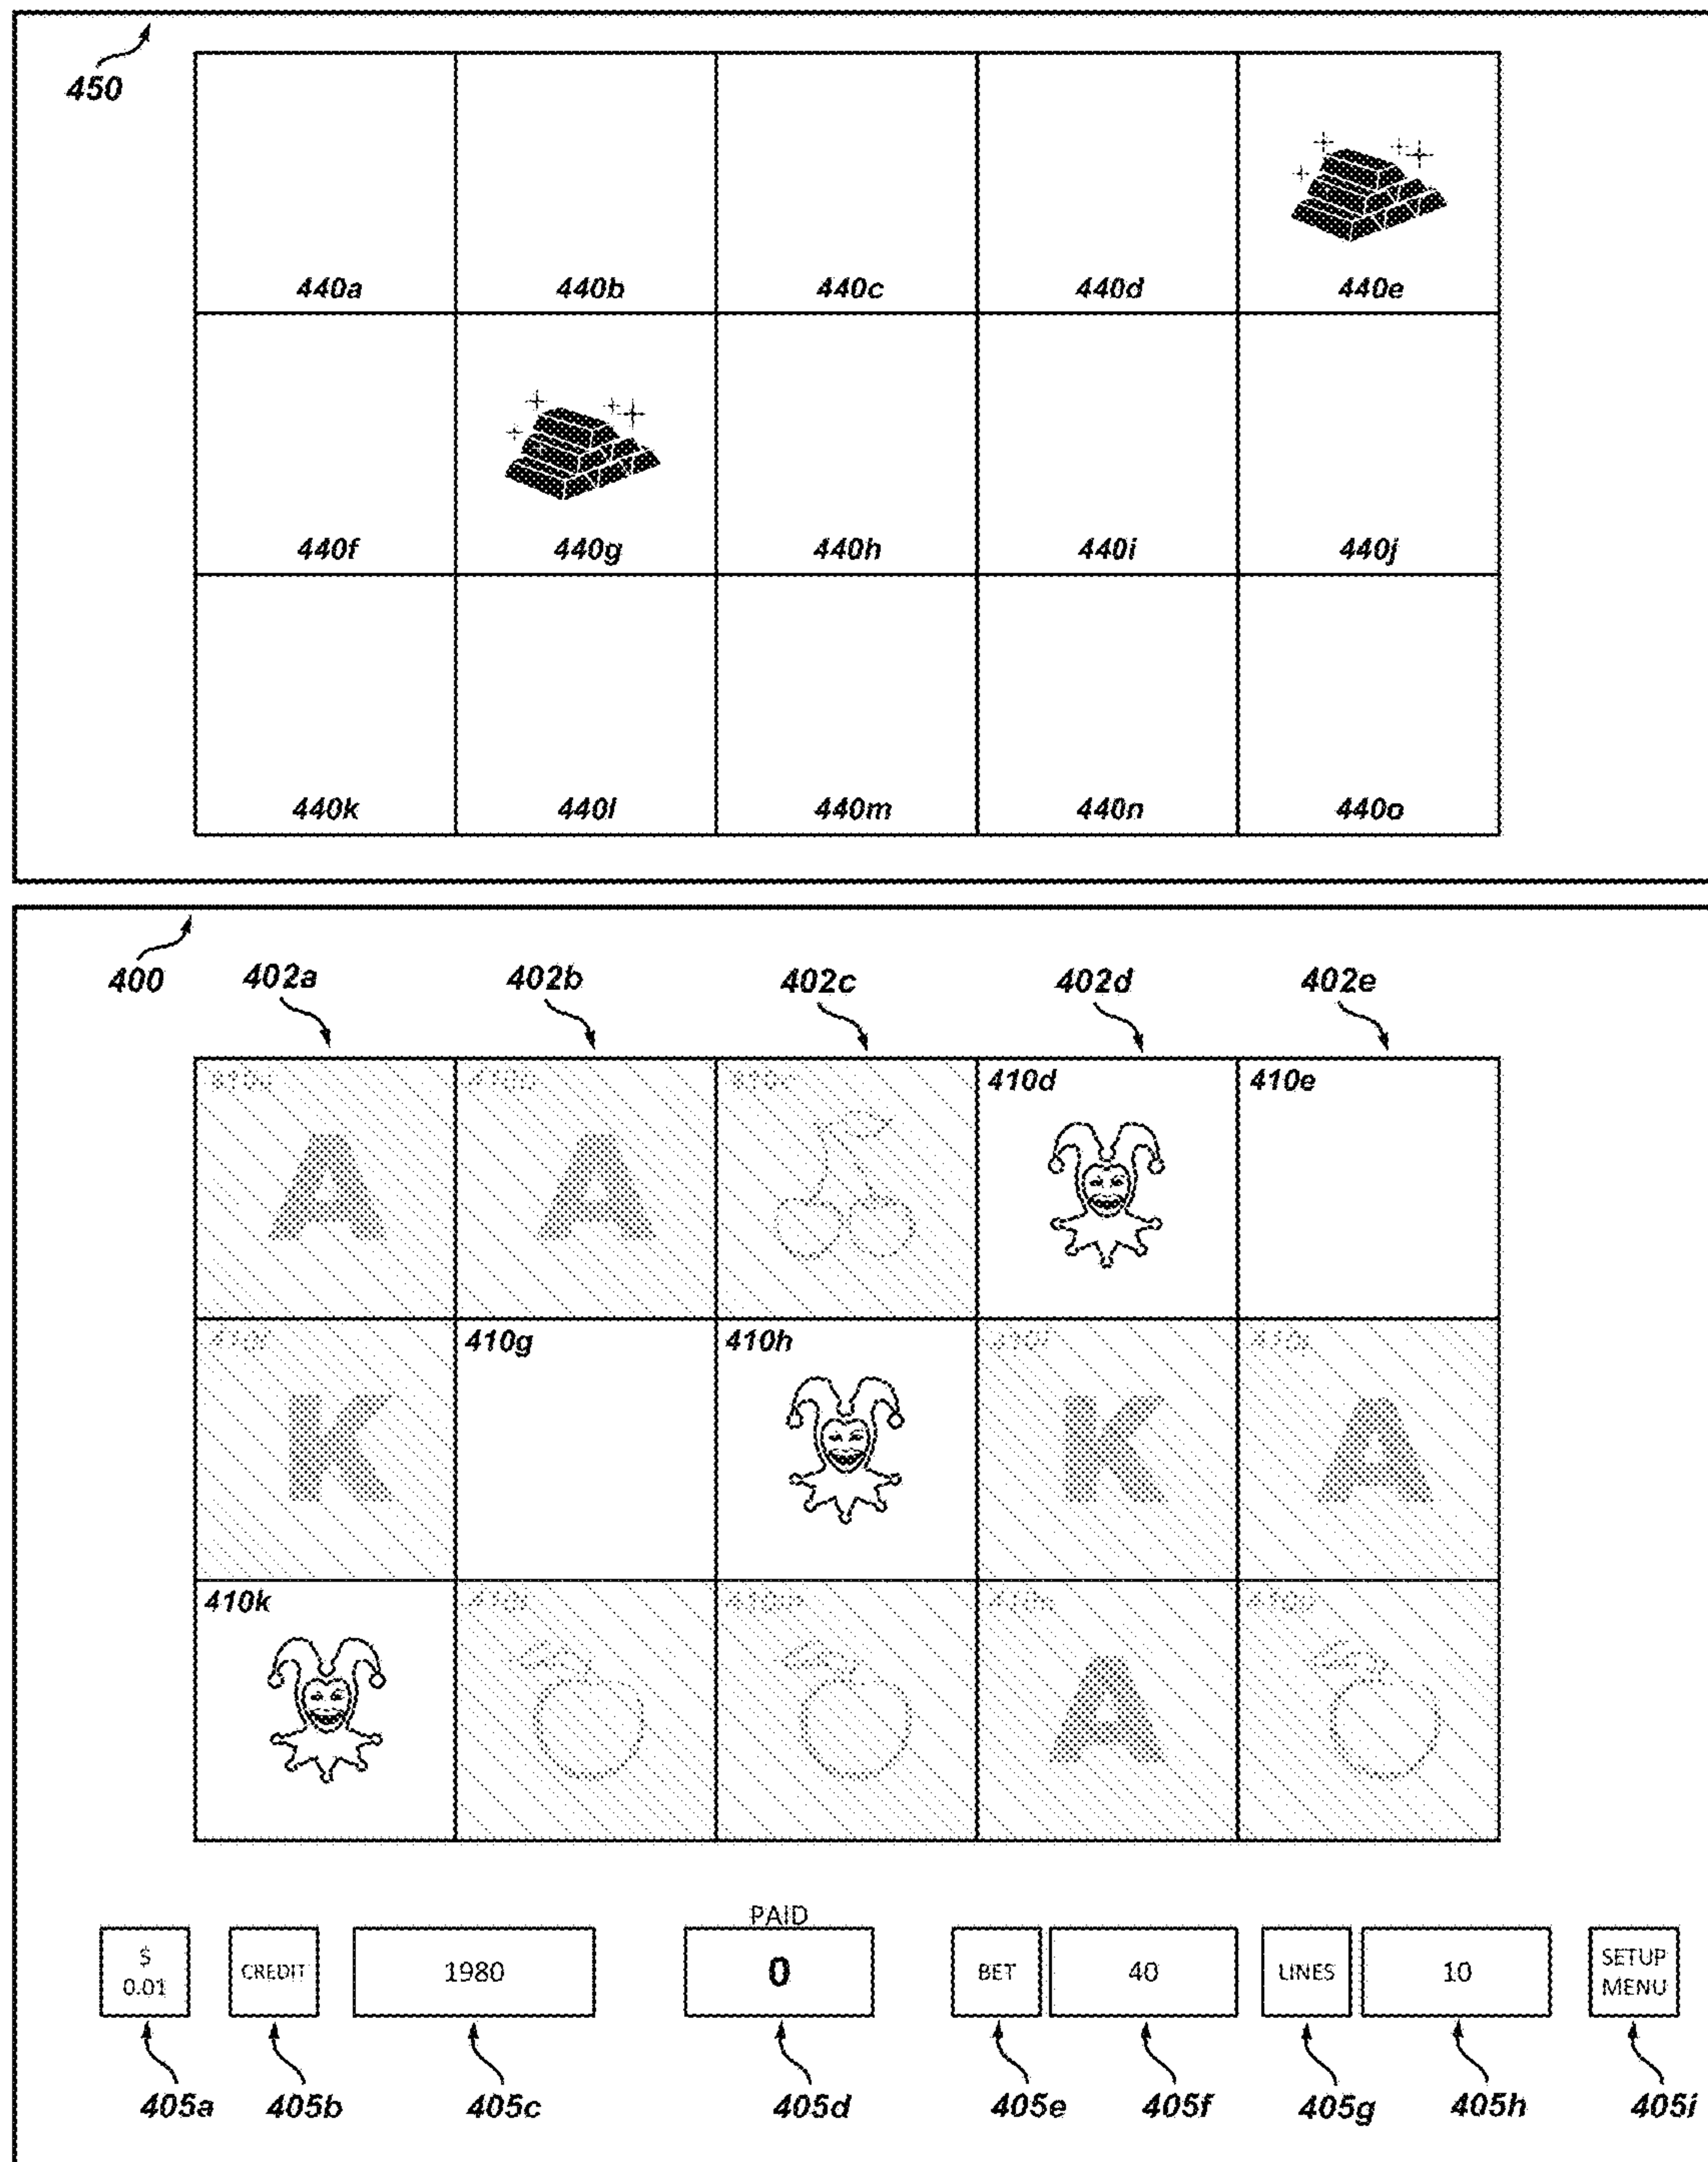 450
440a 440b 440c 440d 440e
440f 440g 440h 440i 440j
440k 440l 440m 440n 440o
400 402a 402b 402c 402d 402e
410d 410e
A A
410g 410h
K K A
410k
A
PAID
$ 0.01 CREDIT 1980 0 BET 40 LINES 10 SETUP MENU
405a 405b 405c 405d 405e 405f 405g 405h 405i